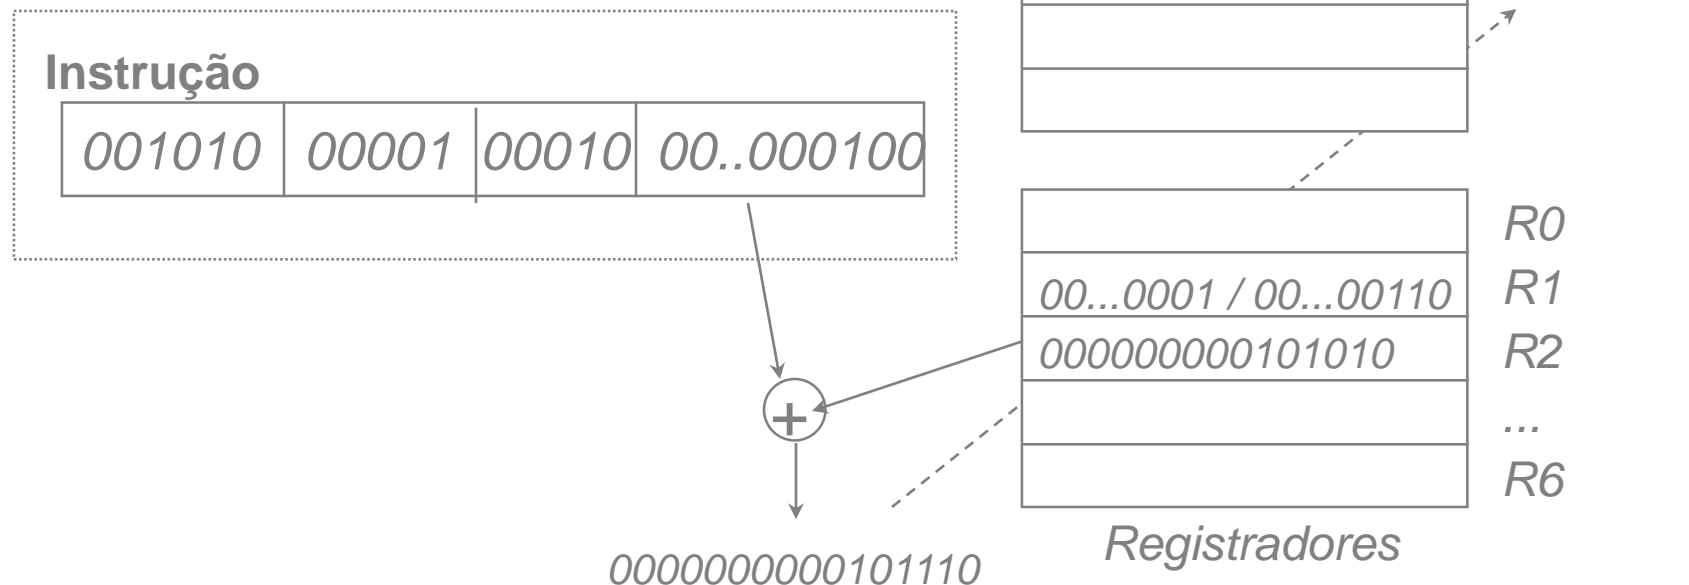 Instrução
001010 00001 00010 00..000100
R0
00...0001 / 00...00110 R1
000000000101010 R2
+
...
R6
Registradores
0000000000101110